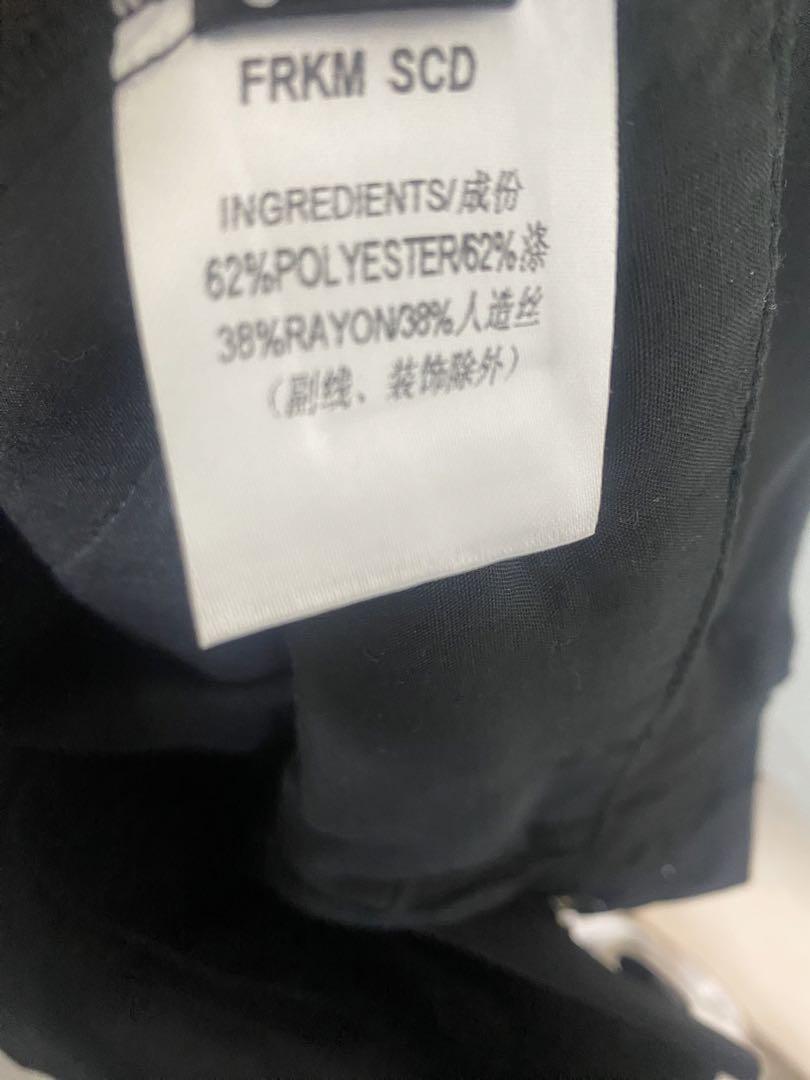 FRKM SCD
INGREDIENTS/成份
62%POLYESTER/62%涤
38%RAYON/38%人造丝
（副线、装饰除外）